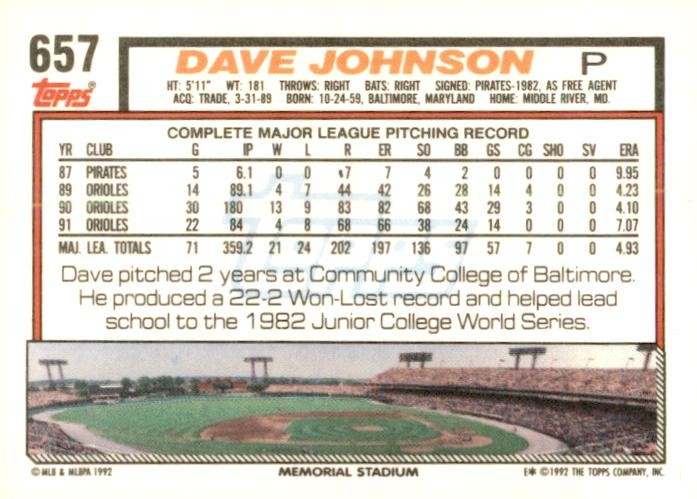 657
DAVE JOHNSON P
Topps®
HT: 5'11" WT: 181 THROWS: RIGHT BATS: RIGHT SIGNED: PIRATES-1982, AS FREE AGENT
ACQ: TRADE, 3-31-89 BORN: 10-24-59, BALTIMORE, MARYLAND HOME: MIDDLE RIVER, MD.
COMPLETE MAJOR LEAGUE PITCHING RECORD
YR CLUB G IP W L R ER SO BB GS CG SHO SV ERA
87 PIRATES 5 6.1 0 0 7 7 4 2 0 0 0 0 9.95
89 ORIOLES 14 89.1 4 7 44 42 26 28 14 4 0 0 4.23
90 ORIOLES 30 180 13 9 83 82 68 43 29 3 0 0 4.10
91 ORIOLES 22 84 4 8 68 66 38 24 14 0 0 0 7.07
MAJ. LEA. TOTALS 71 359.2 21 24 202 197 136 97 57 7 0 0 4.93
Dave pitched 2 years at Community College of Baltimore.
He produced a 22-2 Won-Lost record and helped lead
school to the 1982 Junior College World Series.
© MLB & MLBPA 1992 MEMORIAL STADIUM E* © 1992 THE TOPPS COMPANY, INC.